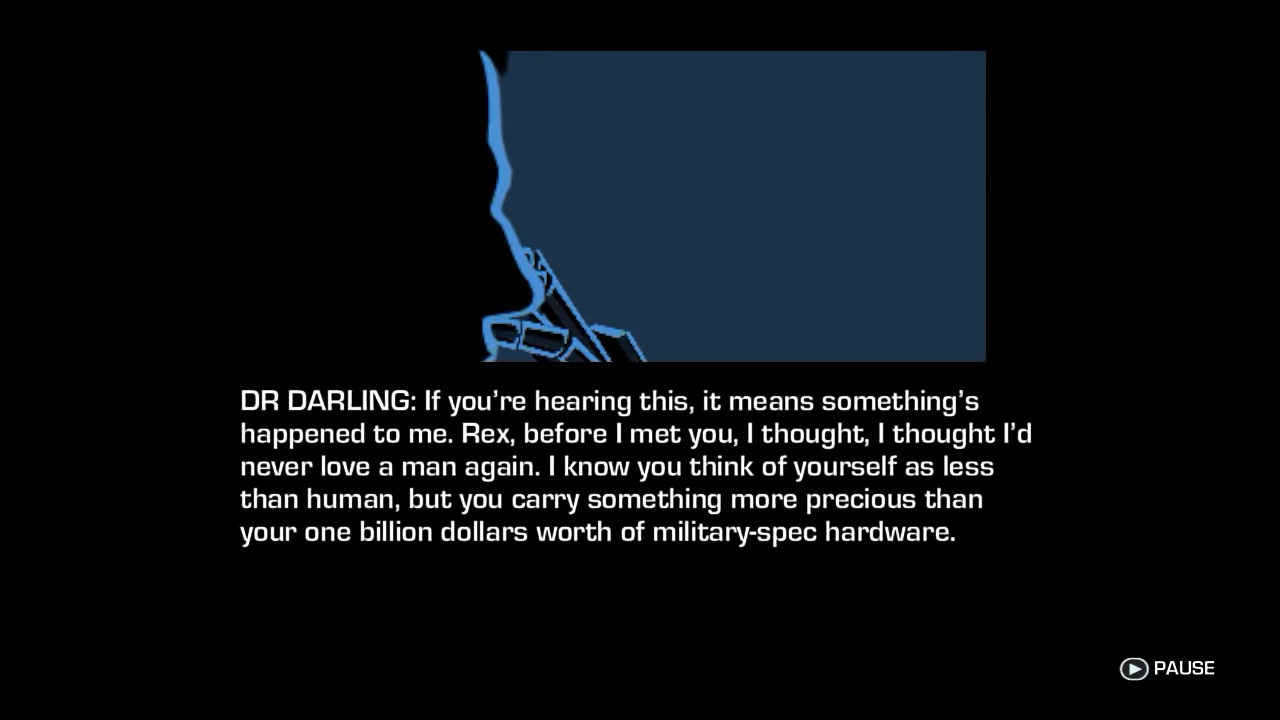 DR DARLING: If you're hearing this, it means something's
happened to me. Rex, before I met you, I thought, I thought I'd
never love a man again. I know you think of yourself as less
than human, but you carry something more precious than
your one billion dollars worth of military-spec hardware.
PAUSE